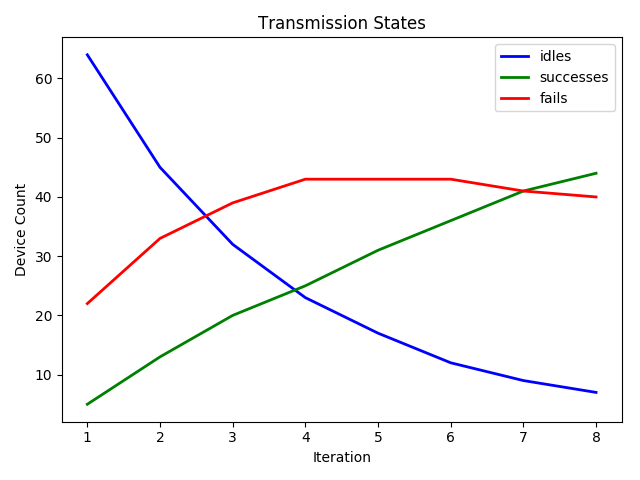 Transmission States
idles
successes
fails
Device Count
60
50
40
30
20
10
1 2 3 4 5 6 7 8
Iteration